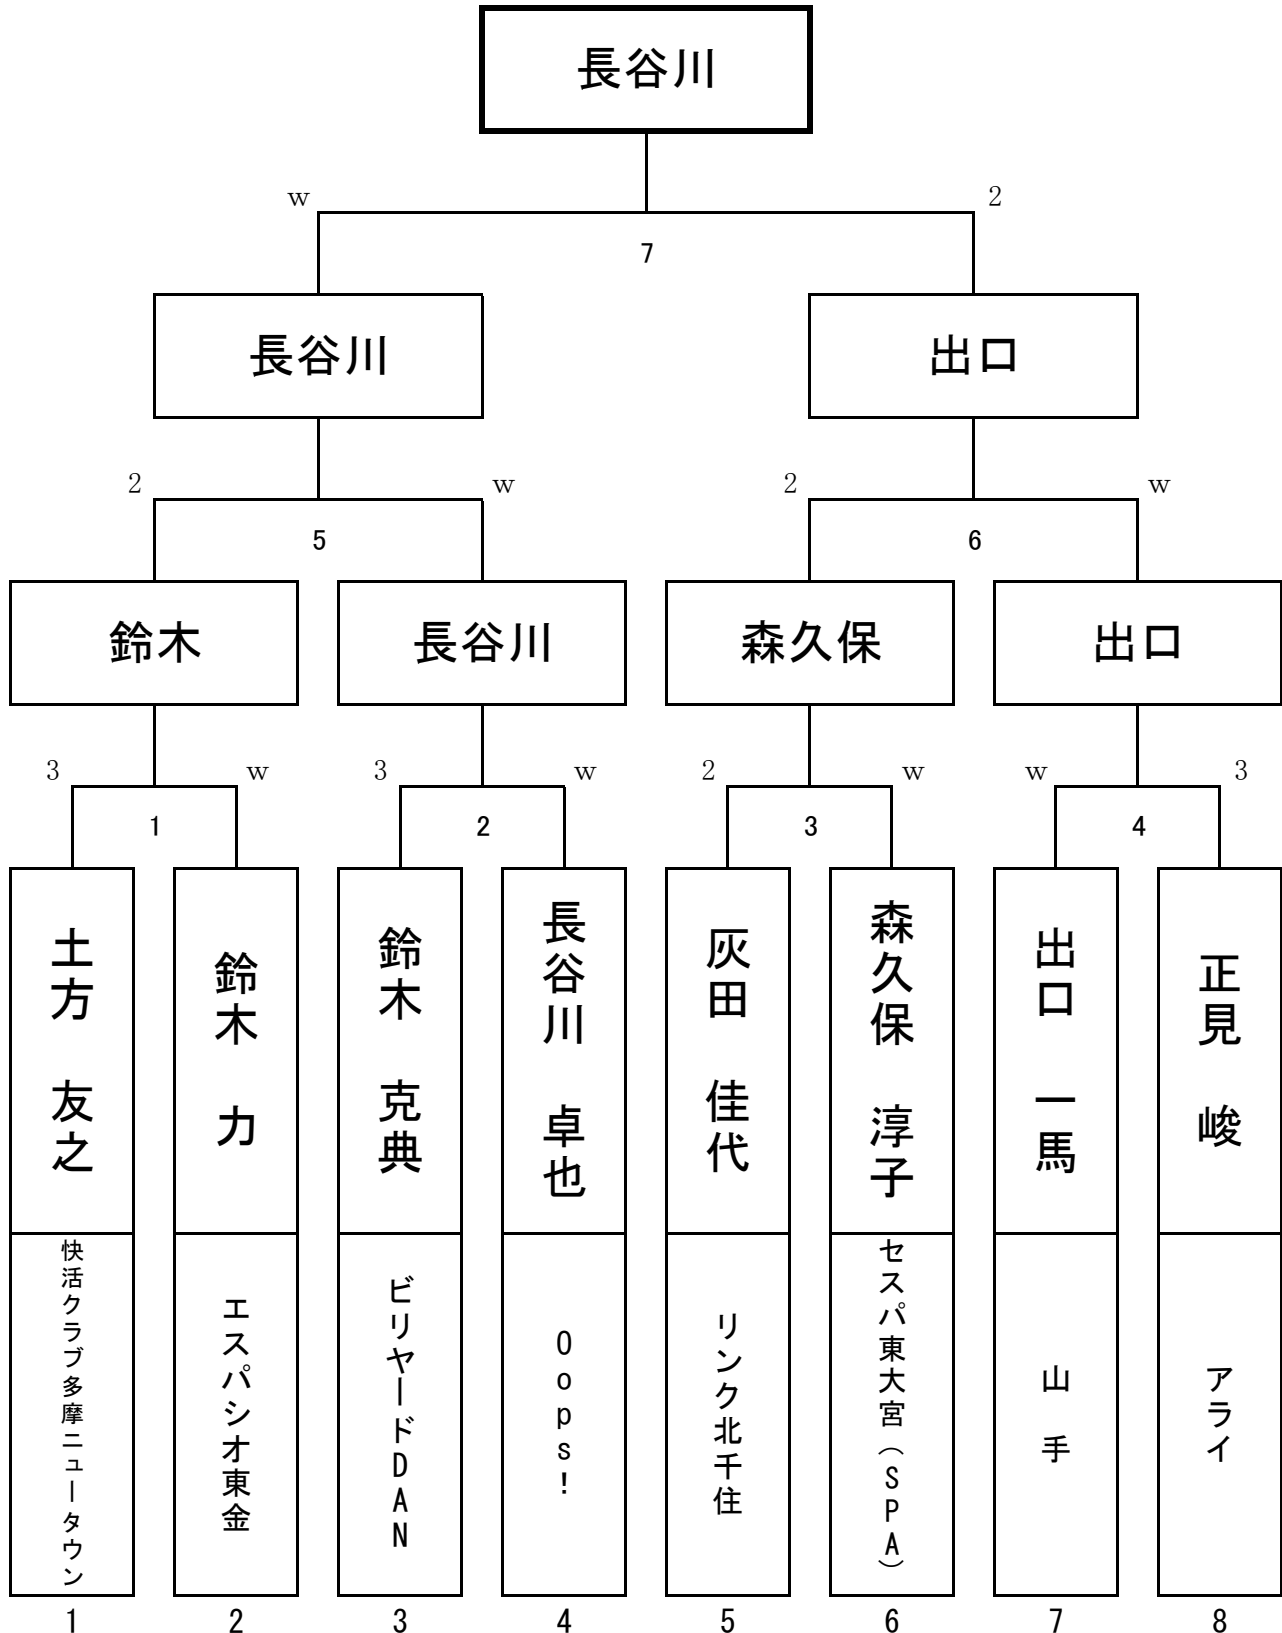 長谷川
w 2
7
長谷川 出口
2 w 2 w
5 6
鈴木 長谷川 森久保 出口
3 w 3 w 2 w w 3
1 2 3 4
土方 友之
鈴木 力
鈴木 克典
長谷川 卓也
灰田 佳代
森久保 淳子
出口 一馬
正見 峻
快活クラブ多摩ニュータウン
エスパシオ東金
ビリヤードDAN
Oops!
リンク北千住
セスパ東大宮(SPA)
山 手
アライ
1 2 3 4 5 6 7 8